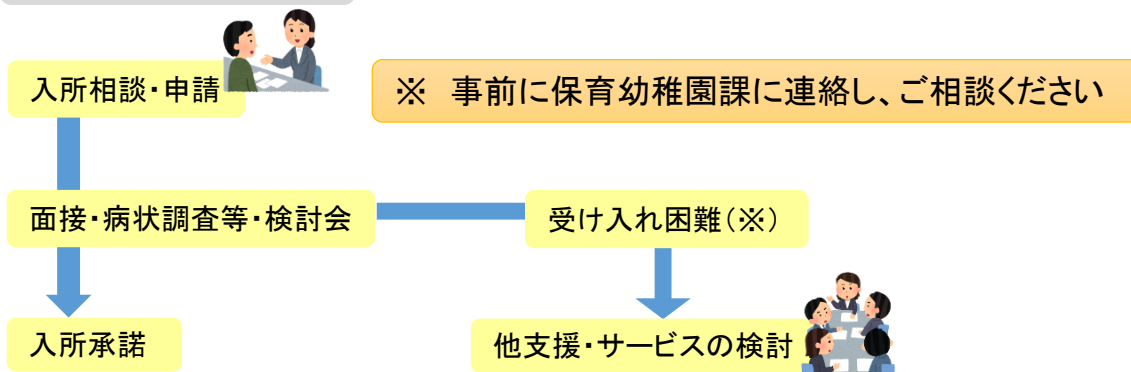 入所相談・申請
※　事前に保育幼稚園課に連絡し、ご相談ください
面接・病状調査等・検討会
受け入れ困難(※)
入所承諾
他支援・サービスの検討